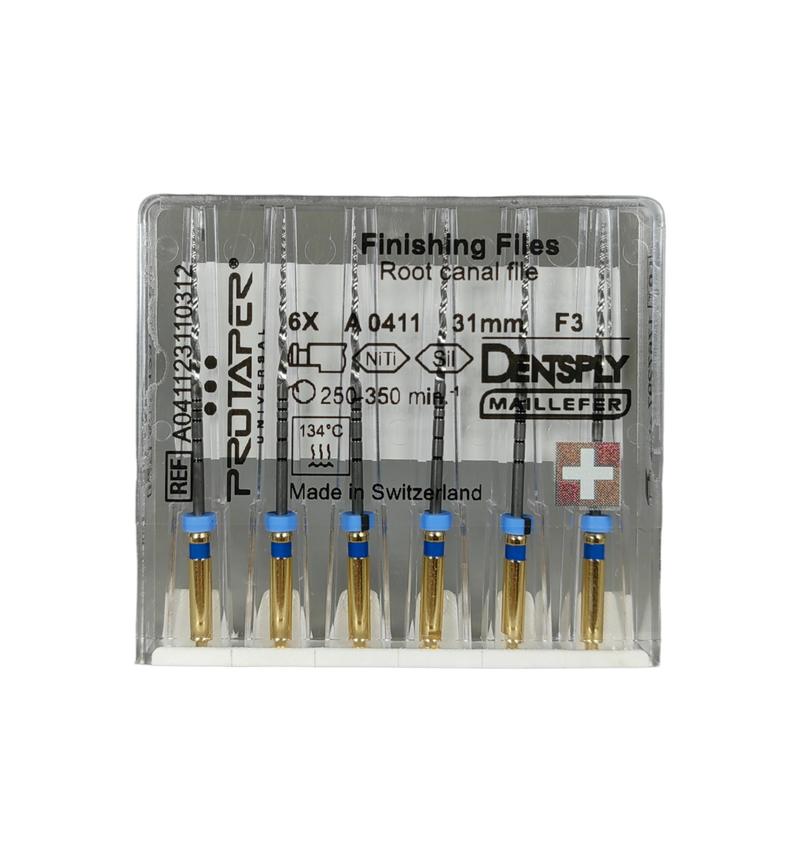 Finishing Files
Root canal file
6X A 0411 31mm F3
NiTi Sil
250-350 min.-1
134°C
Made in Switzerland
DENTSPLY
MAILLEFER
PROTAPER®
UNIVERSAL
REF A041123110312